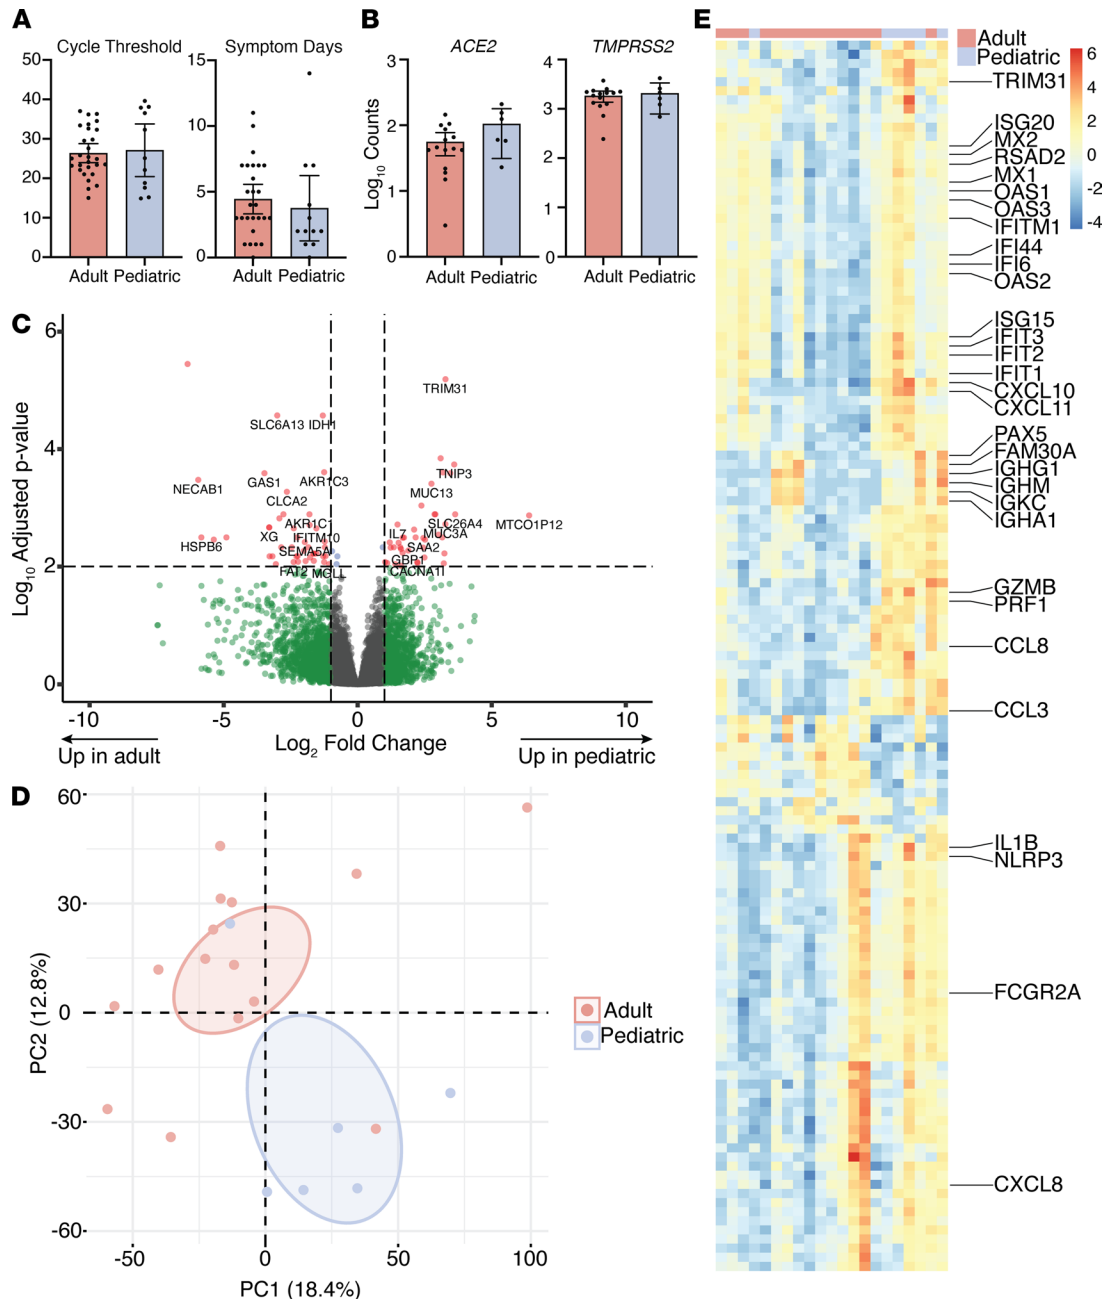 A
Cycle Threshold
Symptom Days
50
40
30
20
10
0
15
10
5
0
Adult Pediatric
Adult Pediatric
B
ACE2
TMPRSS2
Log10 Counts
3
2
1
0
4
3
2
1
0
Adult Pediatric
Adult Pediatric
C
Log10 Adjusted p-value
6
4
2
0
TRIM31
SLC6A13 IDH1
NECAB1
GAS1
AKR1C3
TNIP3
CLCA2
MUC13
AKR1C1
SLC26A4
MTCO1P12
XG
IFITM10
IL7
MUC3A
HSPB6
SEMA5A
SAA2
GBP1
FAT2
MGLL
CACNA1I
-10
-5
0
5
10
Log2 Fold Change
Up in adult
Up in pediatric
D
PC2 (12.8%)
60
30
0
-30
-60
-50
0
50
100
PC1 (18.4%)
Adult
Pediatric
E
Adult
Pediatric
6
4
2
0
-2
-4
TRIM31
ISG20
MX2
RSAD2
MX1
OAS1
OAS3
IFITM1
IFI44
IFI6
OAS2
ISG15
IFIT3
IFIT2
IFIT1
CXCL10
CXCL11
PAX5
FAM30A
IGHG1
IGHM
IGKC
IGHA1
GZMB
PRF1
CCL8
CCL3
IL1B
NLRP3
FCGR2A
CXCL8